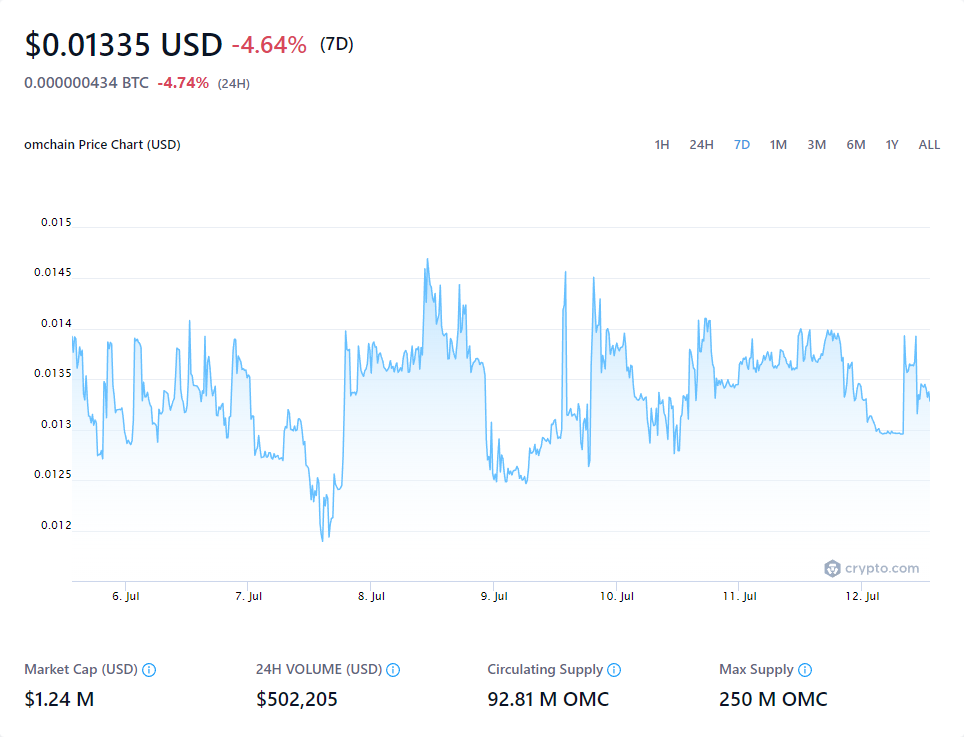 $0.01335 USD -4.64% (7D)
0.000000434 BTC -4.74% (24H)
omchain Price Chart (USD) 1H 24H 7D 1M 3M 6M 1Y ALL
0.015
0.0145
0.014
0.0135
0.013
0.0125
0.012
crypto.com
6. Jul 7. Jul 8. Jul 9. Jul 10. Jul 11. Jul 12. Jul
Market Cap (USD) 24H VOLUME (USD) Circulating Supply Max Supply
$1.24 M $502,205 92.81 M OMC 250 M OMC